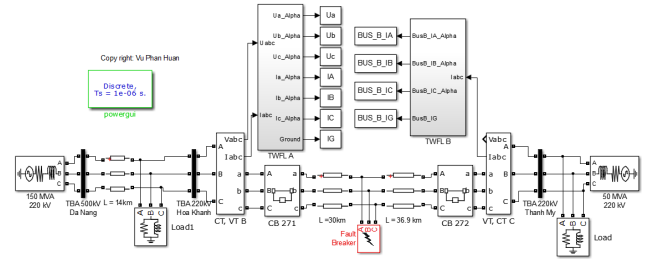 Copy right: Vu Phan Huan
Discrete,
Ts = 1e-06 s.
powergui
Uabc
Iabc
Ua_Alpha
Ub_Alpha
Uc_Alpha
Ia_Alpha
Ib_Alpha
Ic_Alpha
Ground
TWFL A
Ua
Ub
Uc
IA
IB
IC
IG
BUS_B_IA
BUS_B_IB
BUS_B_IC
BUS_B_IG
BusB_IA_Alpha
BusB_IB_Alpha
BusB_IC_Alpha
BusB_IG
Iabc
TWFL B
A
B
C
150 MVA
220 kV
A
B
C
TBA 500kV
Da Nang
L = 14km
A
B
C
Load1
TBA 220kV
Hoa Khanh
A
B
C
Vabc
Iabc
a
b
c
CT, VT B
A
B
C
a
b
c
CB 271
L =30km
A
B
C
Fault
Breaker
L = 36.9 km
A
B
C
a
b
c
CB 272
Vabc
Iabc
a
b
c
A
B
C
VT, CT C
TBA 220kV
Thanh My
A
B
C
Load
A
B
C
50 MVA
220 kV